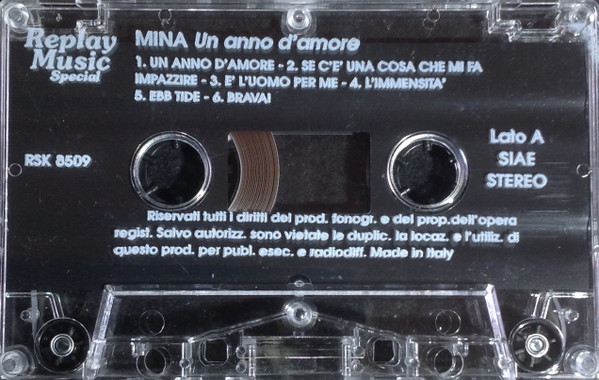 Replay
Music
Special
MINA Un anno d'amore
1. UN ANNO D'AMORE - 2. SE C'E' UNA COSA CHE MI FA
IMPAZZIRE - 3. E' L'UOMO PER ME - 4. L'IMMENSITA'
5. EBB TIDE - 6. BRAVA!
RSK 8509
Lato A
SIAE
STEREO
Riservati tutti i diritti del prod. fonogr. e del prop.dell'opera
regist. Salvo autorizz. sono vietate le duplic. la locaz. e l'utiliz. di
questo prod. per publ. esec. e radiodiff. Made in Italy